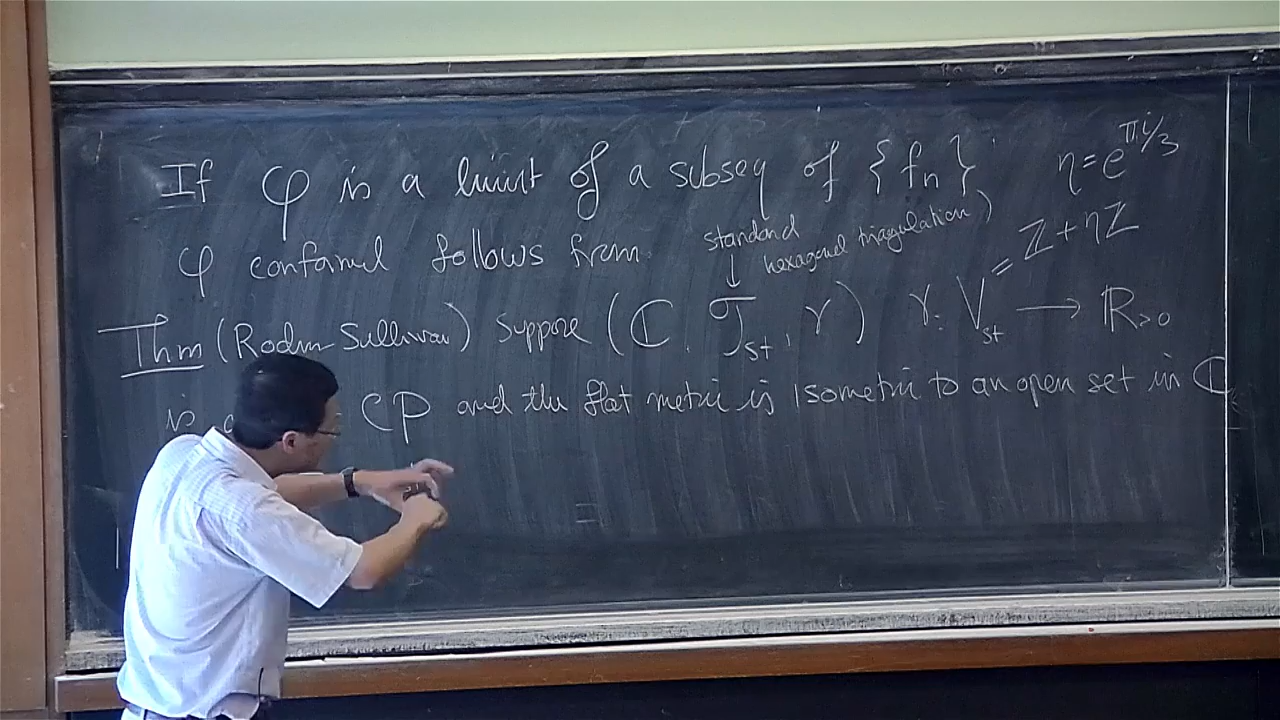 If φ is a limit of a subseq of {fₙ}. η = e^{πi/3}
φ conformal follows from
standard hexagonal triagulation)
Thm (Rodin-Sullivan) Suppose (ℂ, 𝒯_st, r) r: V_st = ℤ + ηℤ ⟶ ℝ_{>0}
is a CP and the flat metric is isometric to an open set in ℂ
=